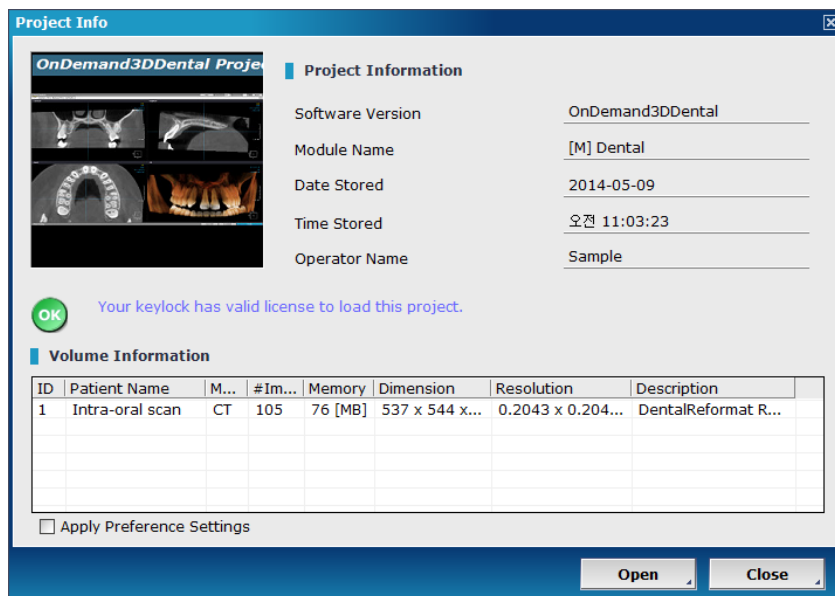 Project Info
OnDemand3DDental Projec
Project Information
Software Version OnDemand3DDental
Module Name [M] Dental
Date Stored 2014-05-09
Time Stored 오전 11:03:23
Operator Name Sample
OK Your keylock has valid license to load this project.
Volume Information
ID Patient Name M... #Im... Memory Dimension Resolution Description
1 Intra-oral scan CT 105 76 [MB] 537 x 544 x... 0.2043 x 0.204... DentalReformat R...
Apply Preference Settings
Open Close